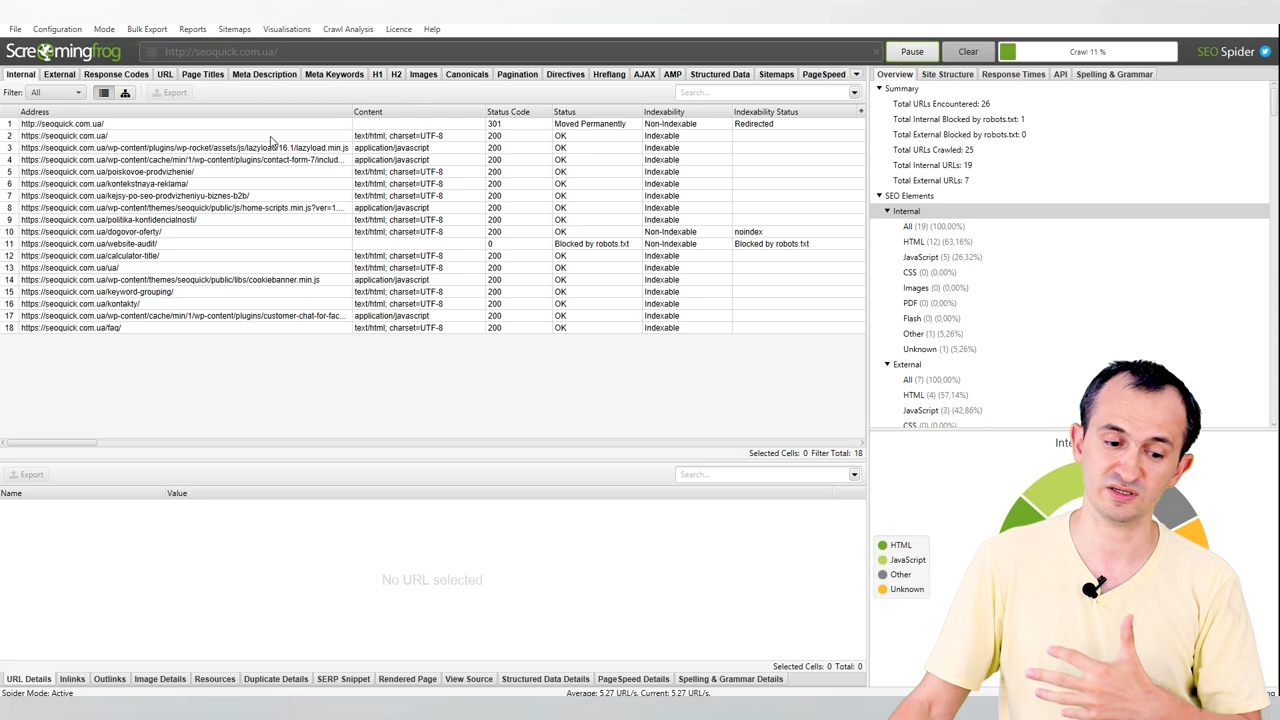 File Configuration Mode Bulk Export Reports Sitemaps Visualisations Crawl Analysis Licence Help
Screamingfrog http://seoquick.com.ua/ Pause Clear Crawl 11 % SEO Spider
Internal External Response Codes URL Page Titles Meta Description Meta Keywords H1 H2 Images Canonicals Pagination Directives Hreflang AJAX AMP Structured Data Sitemaps PageSpeed
Filter: All Export Search...
Address Content Status Code Status Indexability Indexability Status
1 http://seoquick.com.ua/ 301 Moved Permanently Non-Indexable Redirected
2 https://seoquick.com.ua/ text/html; charset=UTF-8 200 OK Indexable
3 https://seoquick.com.ua/wp-content/plugins/wp-rocket/assets/js/lazyload/16.1/lazyload.min.js application/javascript 200 OK Indexable
4 https://seoquick.com.ua/wp-content/cache/min/1/wp-content/plugins/contact-form-7/includ... application/javascript 200 OK Indexable
5 https://seoquick.com.ua/poiskovoe-prodvizhenie/ text/html; charset=UTF-8 200 OK Indexable
6 https://seoquick.com.ua/kontekstnaya-reklama/ text/html; charset=UTF-8 200 OK Indexable
7 https://seoquick.com.ua/kejsy-po-seo-prodvizheniyu-biznes-b2b/ text/html; charset=UTF-8 200 OK Indexable
8 https://seoquick.com.ua/wp-content/themes/seoquick/public/js/home-scripts.min.js?ver=1.... application/javascript 200 OK Indexable
9 https://seoquick.com.ua/politika-konfidencialnosti/ text/html; charset=UTF-8 200 OK Indexable
10 https://seoquick.com.ua/dogovor-oferty/ text/html; charset=UTF-8 200 OK Non-Indexable noindex
11 https://seoquick.com.ua/website-audit/ 0 Blocked by robots.txt Non-Indexable Blocked by robots.txt
12 https://seoquick.com.ua/calculator-title/ text/html; charset=UTF-8 200 OK Indexable
13 https://seoquick.com.ua/ua/ text/html; charset=UTF-8 200 OK Indexable
14 https://seoquick.com.ua/wp-content/themes/seoquick/public/libs/cookiebanner.min.js application/javascript 200 OK Indexable
15 https://seoquick.com.ua/keyword-grouping/ text/html; charset=UTF-8 200 OK Indexable
16 https://seoquick.com.ua/kontakty/ text/html; charset=UTF-8 200 OK Indexable
17 https://seoquick.com.ua/wp-content/cache/min/1/wp-content/plugins/customer-chat-for-fac... application/javascript 200 OK Indexable
18 https://seoquick.com.ua/faq/ text/html; charset=UTF-8 200 OK Indexable
Selected Cells: 0 Filter Total: 18
Export Search...
Name Value
No URL selected
Selected Cells: 0 Total: 0
URL Details Inlinks Outlinks Image Details Resources Duplicate Details SERP Snippet Rendered Page View Source Structured Data Details PageSpeed Details Spelling & Grammar Details
Spider Mode: Active Average: 5.27 URL/s. Current: 5.27 URL/s.
Overview Site Structure Response Times API Spelling & Grammar
Summary
Total URLs Encountered: 26
Total Internal Blocked by robots.txt: 1
Total External Blocked by robots.txt: 0
Total URLs Crawled: 25
Total Internal URLs: 19
Total External URLs: 7
SEO Elements
Internal
All (19) (100,00%)
HTML (12) (63,16%)
JavaScript (5) (26,32%)
CSS (0) (0,00%)
Images (0) (0,00%)
PDF (0) (0,00%)
Flash (0) (0,00%)
Other (1) (5,26%)
Unknown (1) (5,26%)
External
All (7) (100,00%)
HTML (4) (57,14%)
JavaScript (3) (42,86%)
CSS (0) (0,00%)
HTML
JavaScript
Other
Unknown